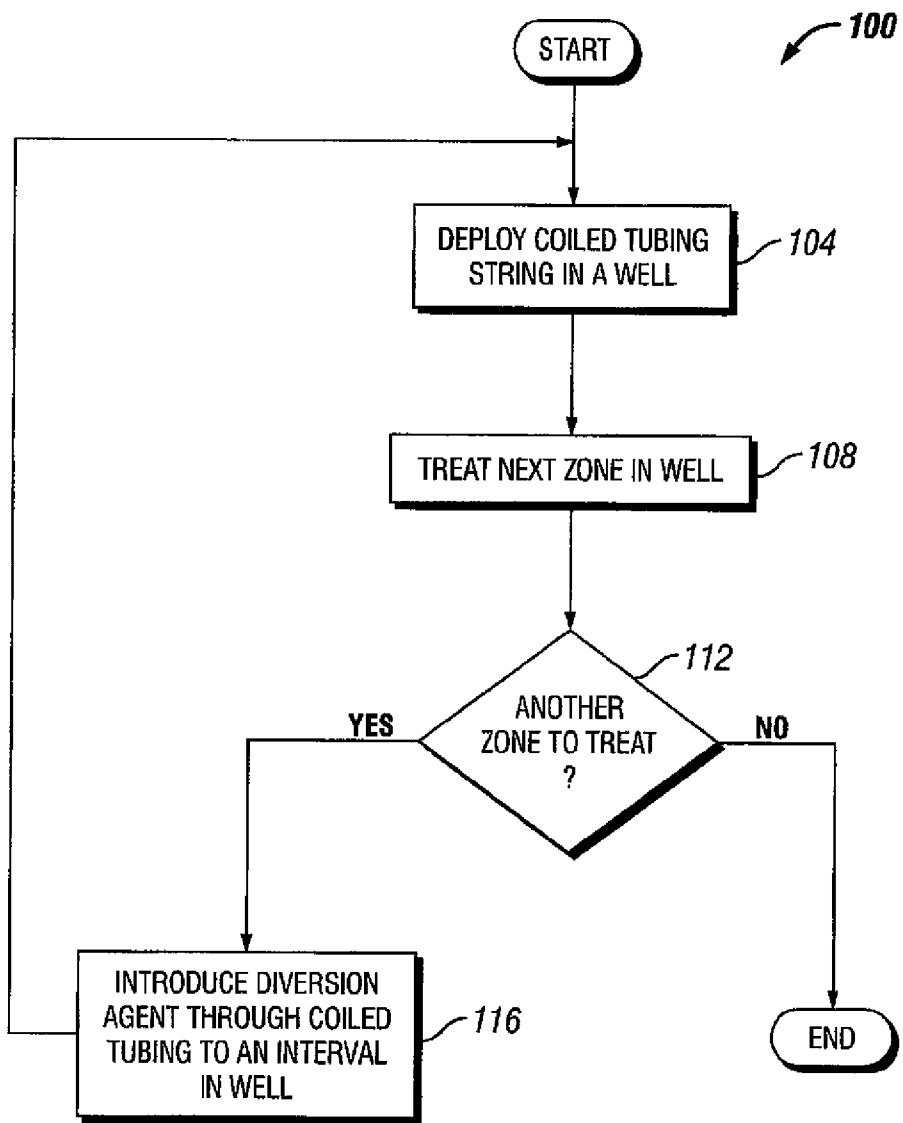 100
START
DEPLOY COILED TUBING
STRING IN A WELL
104
TREAT NEXT ZONE IN WELL
108
112
ANOTHER
ZONE TO TREAT
?
YES
NO
INTRODUCE DIVERSION
AGENT THROUGH COILED
TUBING TO AN INTERVAL
IN WELL
116
END